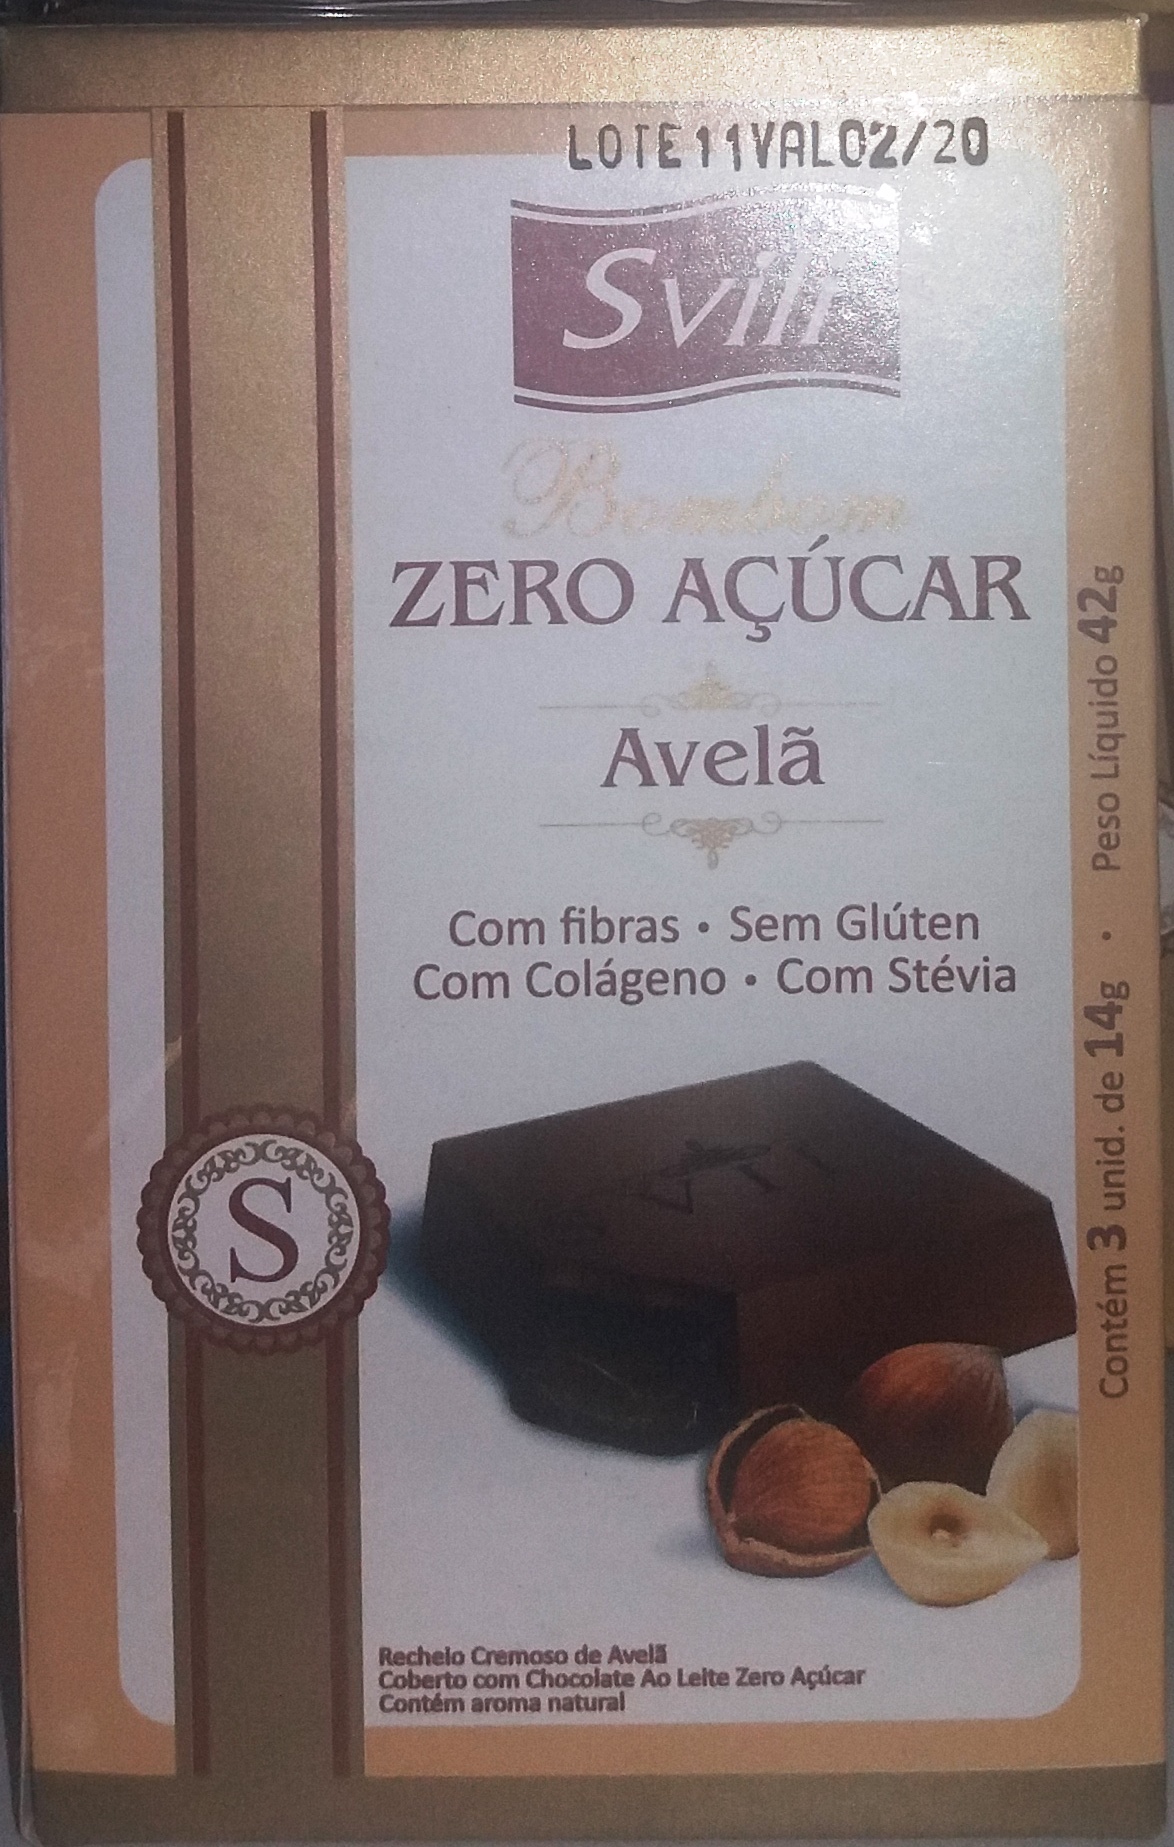 LOTE11VAL02/20
Svili
Bombom
ZERO AÇÚCAR
Avelã
Com fibras • Sem Glúten
Com Colágeno • Com Stévia
S
Contém 3 unid. de 14g • Peso Líquido 42g
Recheio Cremoso de Avelã
Coberto com Chocolate Ao Leite Zero Açúcar
Contém aroma natural